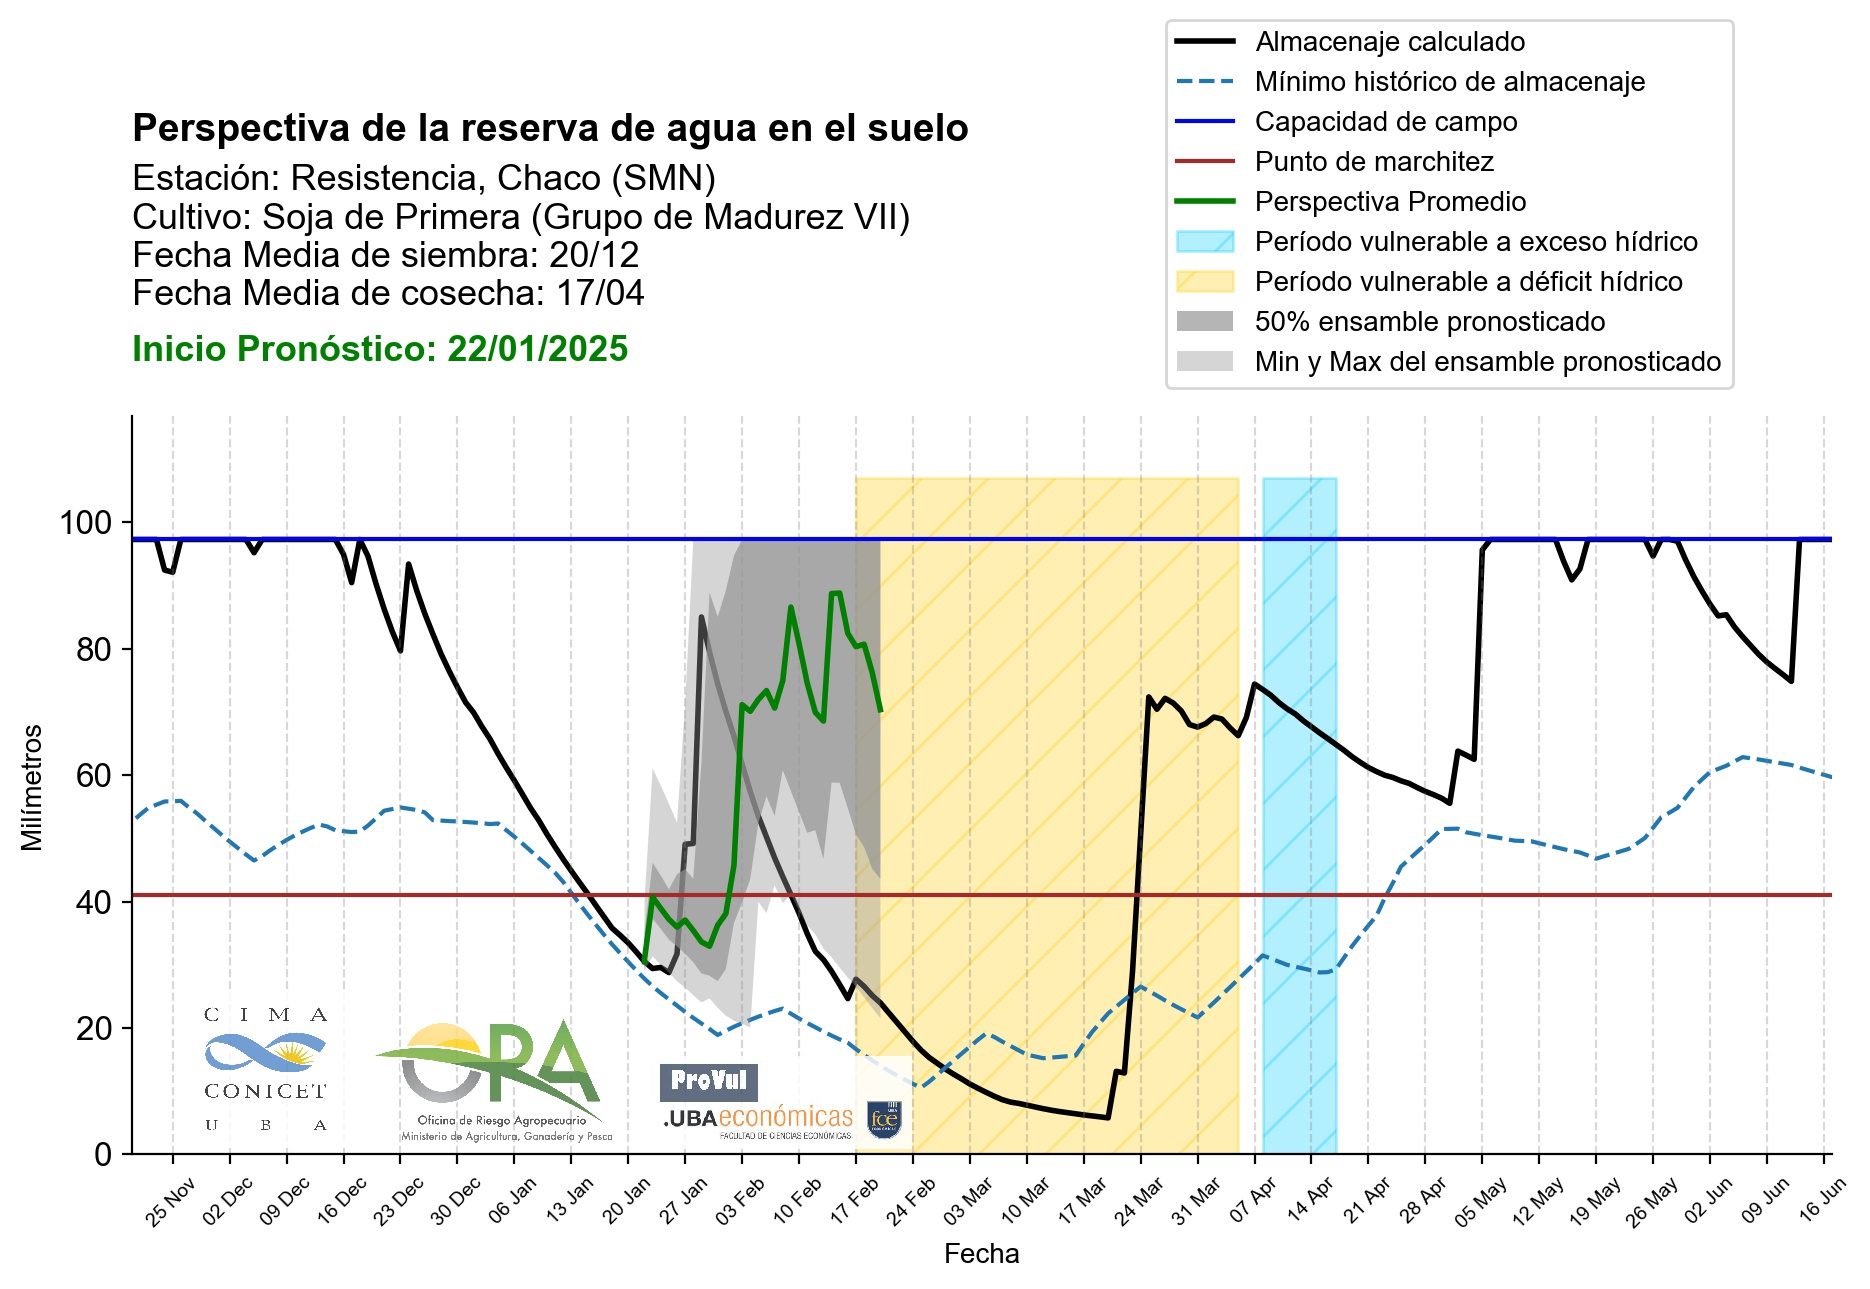 Almacenaje calculado
Mínimo histórico de almacenaje
Capacidad de campo
Punto de marchitez
Perspectiva Promedio
Período vulnerable a exceso hídrico
Período vulnerable a déficit hídrico
50% ensamble pronosticado
Min y Max del ensamble pronosticado
Perspectiva de la reserva de agua en el suelo
Estación: Resistencia, Chaco (SMN)
Cultivo: Soja de Primera (Grupo de Madurez VII)
Fecha Media de siembra: 20/12
Fecha Media de cosecha: 17/04
Inicio Pronóstico: 22/01/2025
Milímetros
100
80
60
40
20
0
CIMA
CONICET
UBA
ORA
Oficina de Riesgo Agropecuario
Ministerio de Agricultura, Ganadería y Pesca
ProVul
.UBAeconómicas
FACULTAD DE CIENCIAS ECONÓMICAS
UBA
fce
ECONÓMICAS
25 Nov
02 Dec
09 Dec
16 Dec
23 Dec
30 Dec
06 Jan
13 Jan
20 Jan
27 Jan
03 Feb
10 Feb
17 Feb
24 Feb
03 Mar
10 Mar
17 Mar
24 Mar
31 Mar
07 Apr
14 Apr
21 Apr
28 Apr
05 May
12 May
19 May
26 May
02 Jun
09 Jun
16 Jun
Fecha